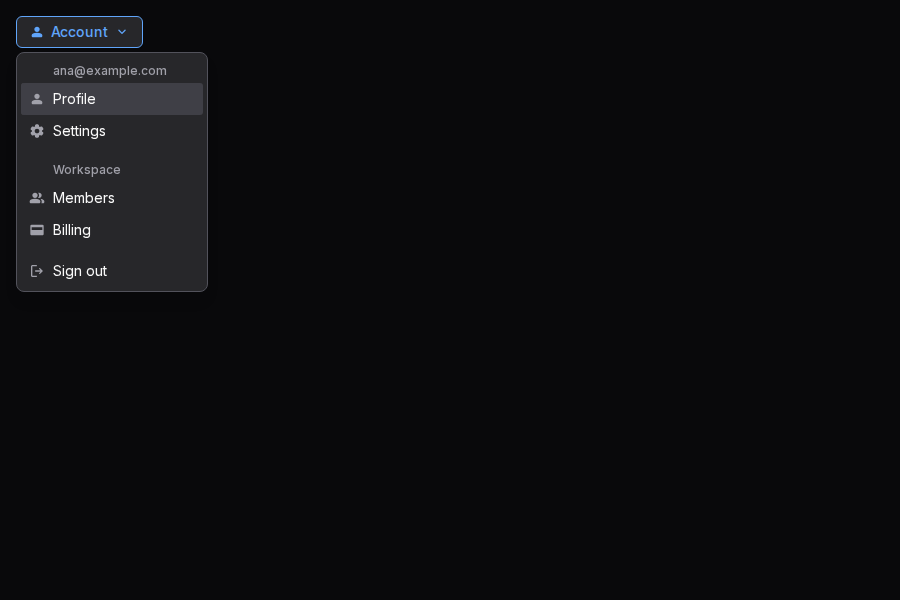 Account
ana@example.com
Profile
Settings
Workspace
Members
Billing
Sign out